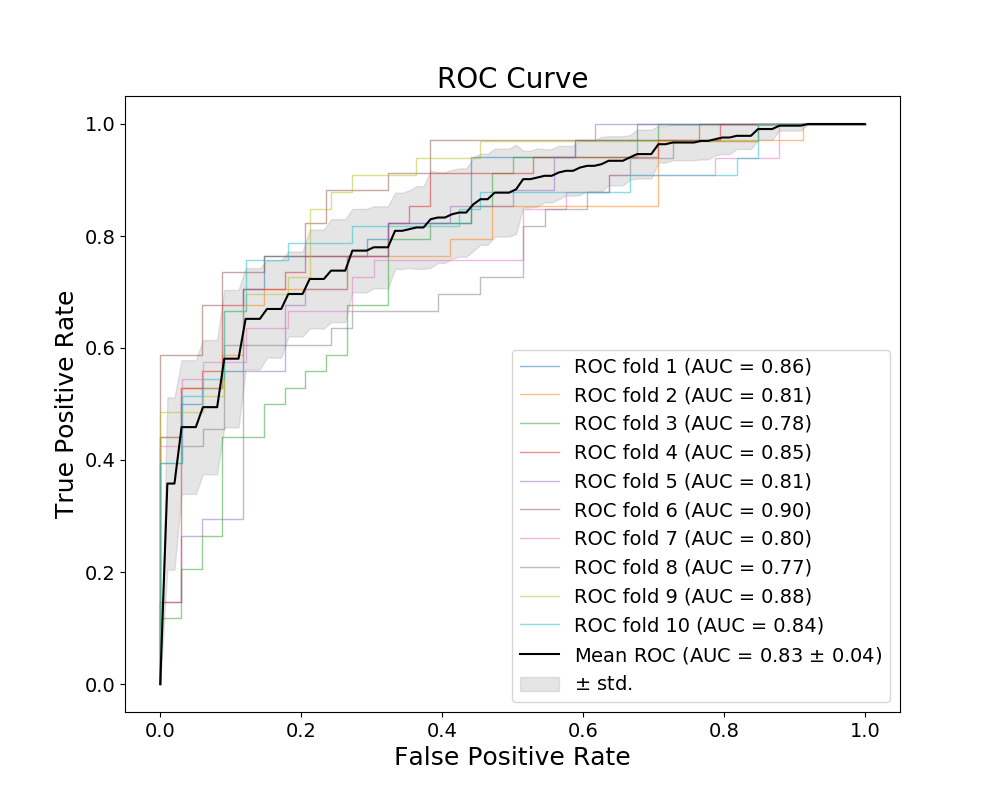 ROC Curve
1.0
0.8
0.6
0.4
0.2
0.0
True Positive Rate
ROC fold 1 (AUC = 0.86)
ROC fold 2 (AUC = 0.81)
ROC fold 3 (AUC = 0.78)
ROC fold 4 (AUC = 0.85)
ROC fold 5 (AUC = 0.81)
ROC fold 6 (AUC = 0.90)
ROC fold 7 (AUC = 0.80)
ROC fold 8 (AUC = 0.77)
ROC fold 9 (AUC = 0.88)
ROC fold 10 (AUC = 0.84)
Mean ROC (AUC = 0.83 ± 0.04)
± std.
0.0 0.2 0.4 0.6 0.8 1.0
False Positive Rate